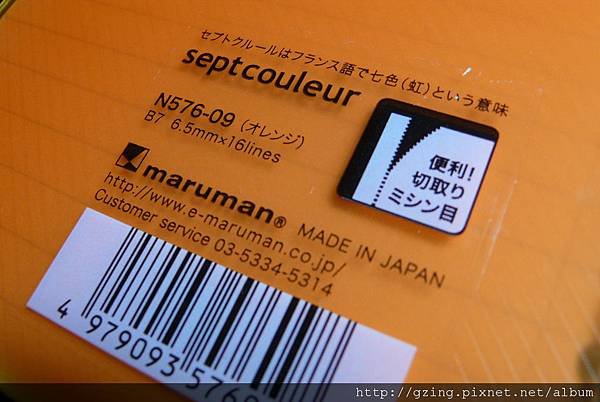 セプトクルールはフランス語で七色(虹)という意味
septcouleur
N576-09 (オレンジ)
B7 6.5mm×16lines
便利!
切取り
ミシン目
maruman® MADE IN JAPAN
http://www.e-maruman.co.jp/
Customer service 03-5334-5314
4 979093 576
http://gzing.pixnet.net/album